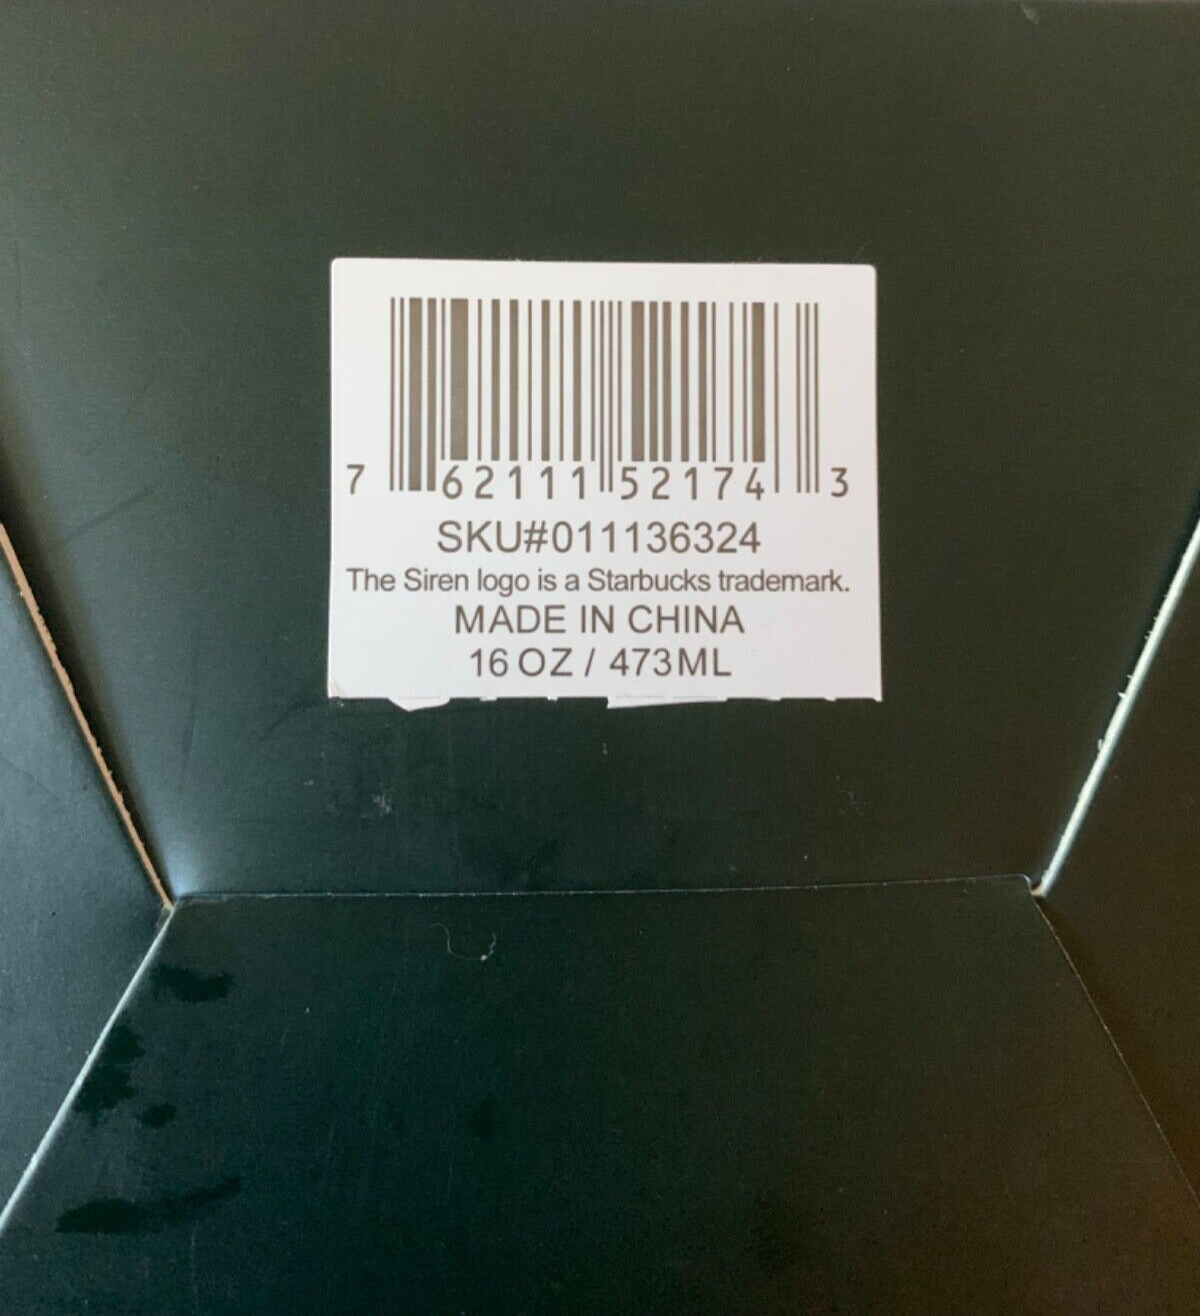 7 62111 52174 3
SKU#011136324
The Siren logo is a Starbucks trademark.
MADE IN CHINA
16 OZ / 473ML